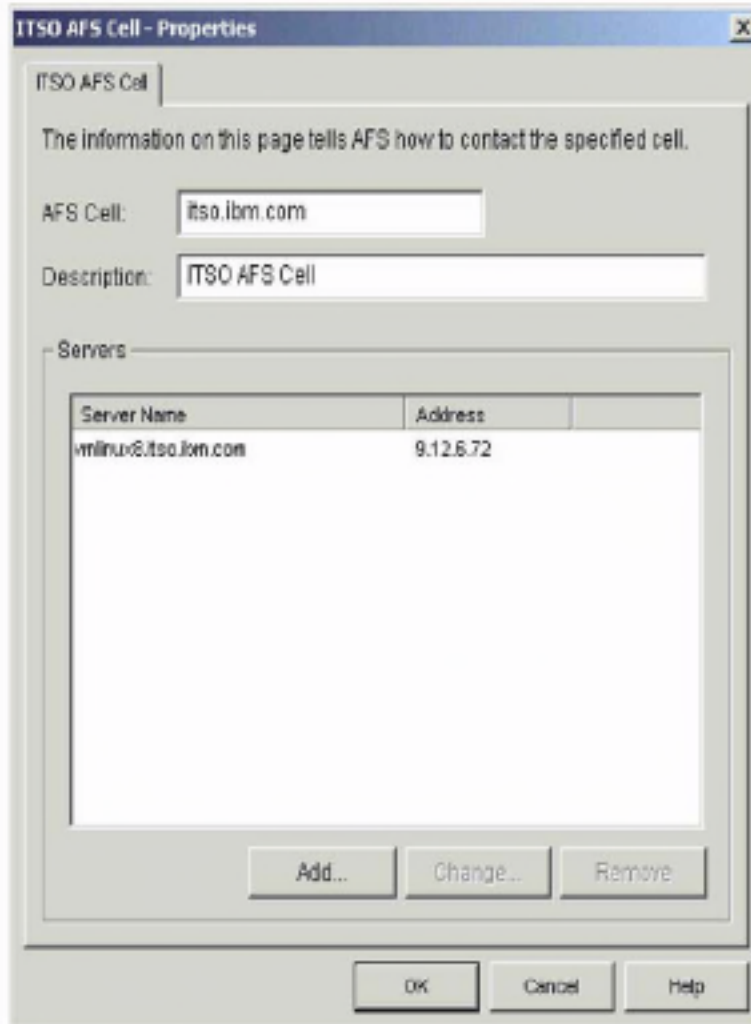 ITSO AFS Cell - Properties
ITSO AFS Cell
The information on this page tells AFS how to contact the specified cell.
AFS Cell: itso.ibm.com
Description: ITSO AFS Cell
Servers
Server Name Address
vmlinux8.itso.ibm.com 9.12.6.72
Add... Change... Remove
OK Cancel Help